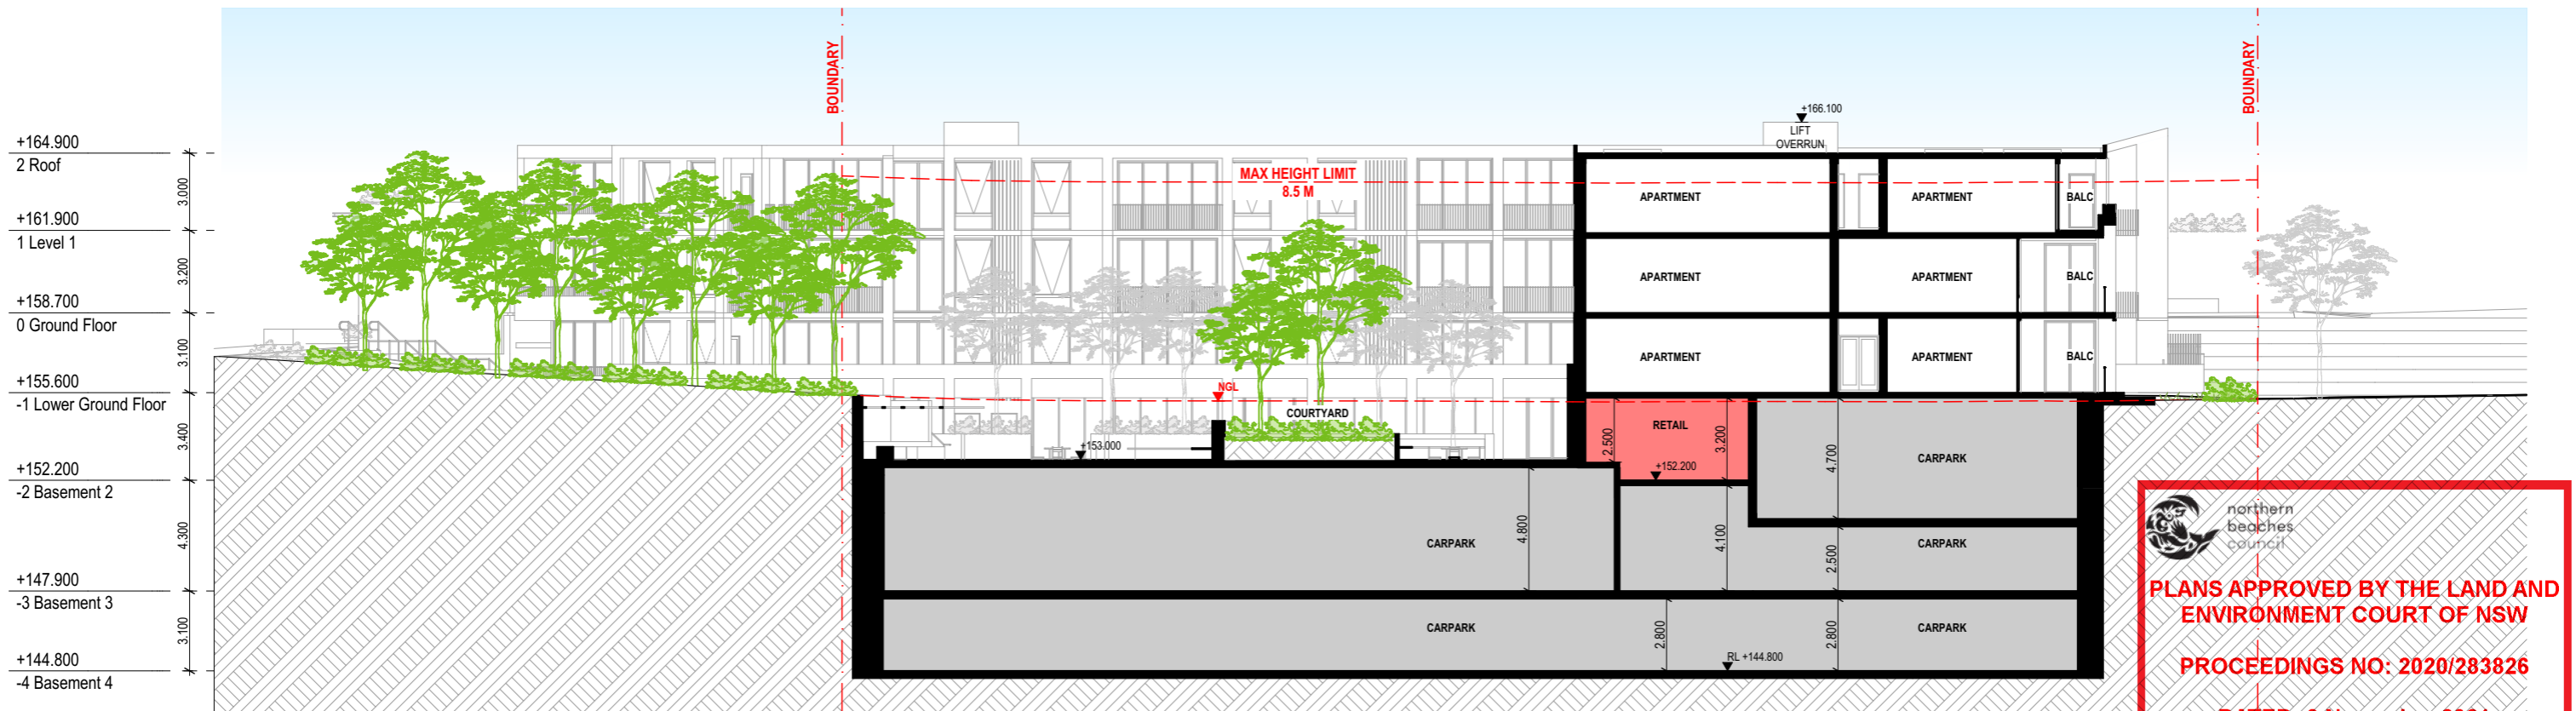 BOUNDARY
BOUNDARY
+166.100
LIFT
OVERRUN
+164.900
2 Roof
3.000
MAX HEIGHT LIMIT
8.5 M
APARTMENT
APARTMENT
BALC
+161.900
1 Level 1
3.200
APARTMENT
APARTMENT
BALC
+158.700
0 Ground Floor
3.100
APARTMENT
APARTMENT
BALC
+155.600
-1 Lower Ground Floor
NGL
COURTYARD
3.400
+153.000
2.500
RETAIL
3.200
+152.200
4.700
CARPARK
+152.200
-2 Basement 2
4.300
CARPARK
4.800
4.100
2.500
CARPARK
+147.900
-3 Basement 3
3.100
CARPARK
2.800
2.800
CARPARK
RL +144.800
+144.800
-4 Basement 4
northern
beaches
council
PLANS APPROVED BY THE LAND AND
ENVIRONMENT COURT OF NSW
PROCEEDINGS NO: 2020/283826